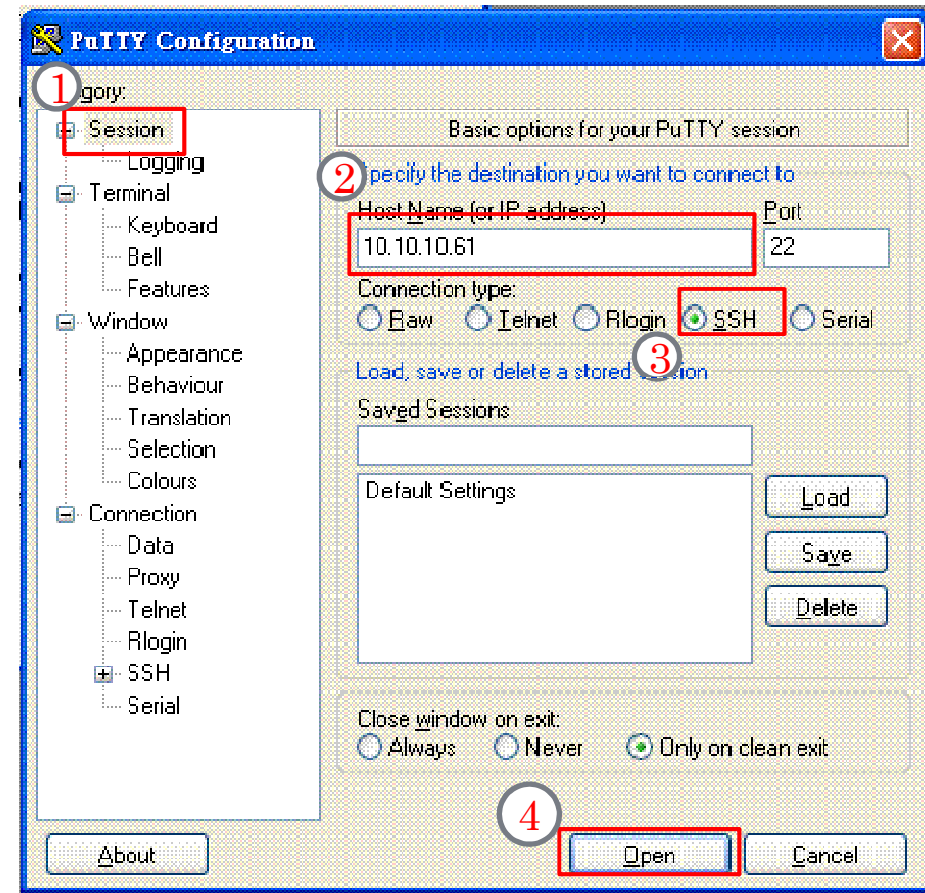 PuTTY Configuration
1
gory:
Session
Logging
Terminal
Keyboard
Bell
Features
Window
Appearance
Behaviour
Translation
Selection
Colours
Connection
Data
Proxy
Telnet
Rlogin
SSH
Serial
Basic options for your PuTTY session
2
pecify the destination you want to connect to
Host Name (or IP address)
Port
10.10.10.61
22
Connection type:
Raw Telnet Rlogin SSH Serial
3
Load, save or delete a stored session
Saved Sessions
Default Settings
Load
Save
Delete
Close window on exit:
Always Never Only on clean exit
4
About
Open
Cancel